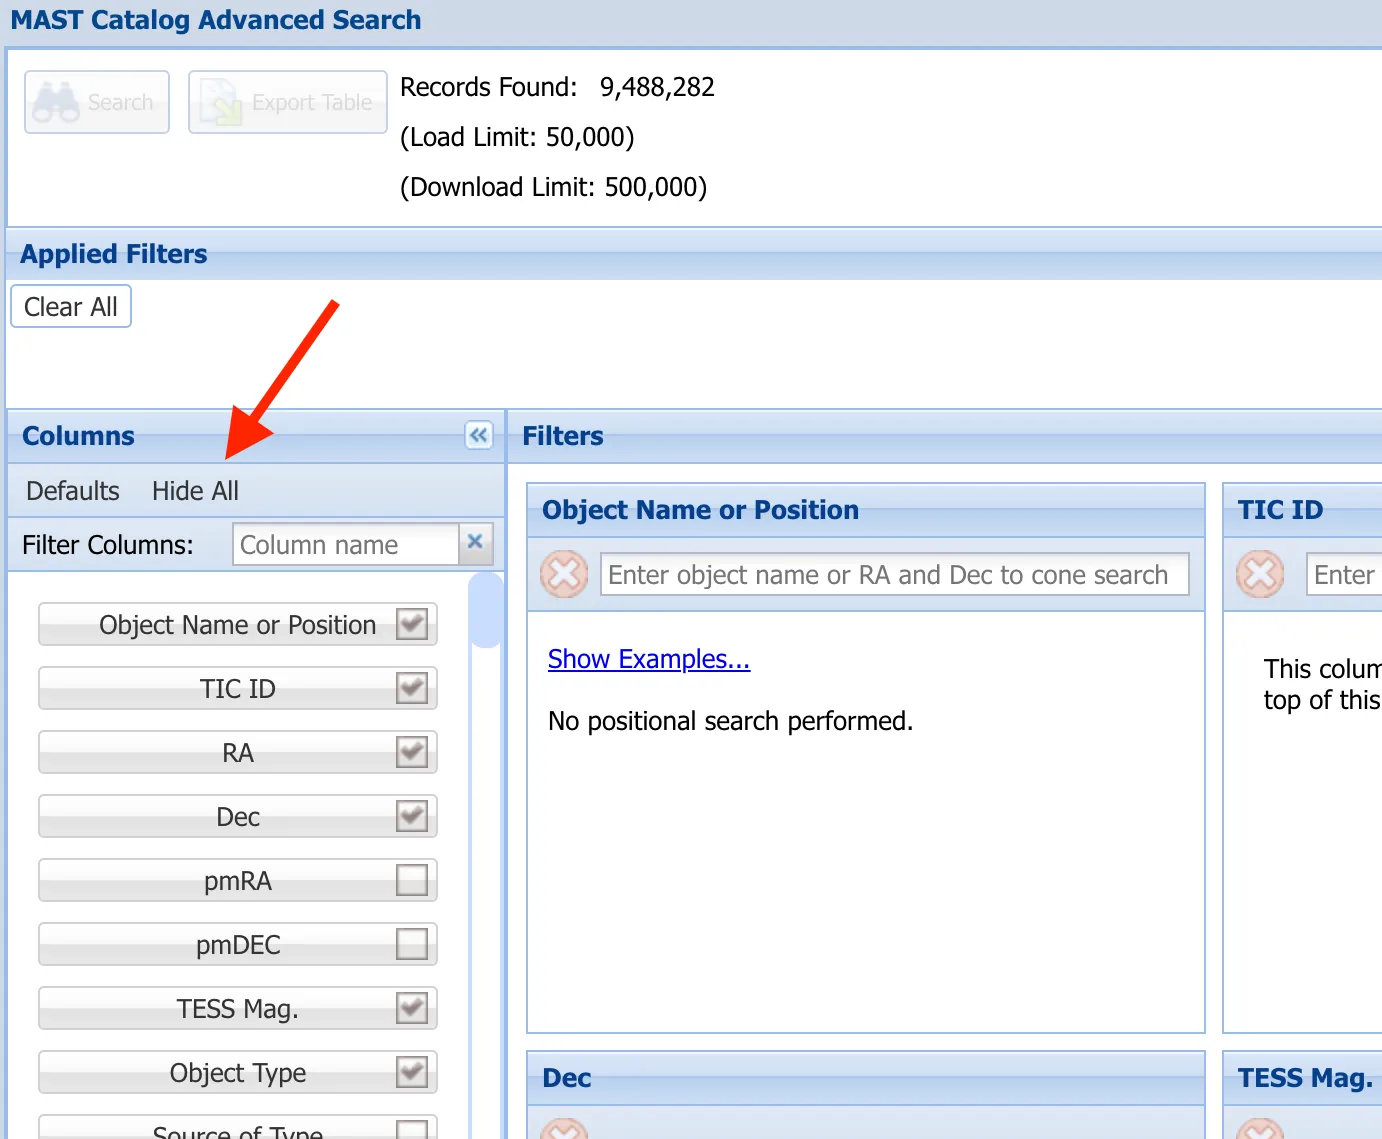 MAST Catalog Advanced Search
Search
Export Table
Records Found: 9,488,282
(Load Limit: 50,000)
(Download Limit: 500,000)
Applied Filters
Clear All
Columns
Defaults Hide All
Filter Columns: Column name
Object Name or Position
TIC ID
RA
Dec
pmRA
pmDEC
TESS Mag.
Object Type
Source of Type
Filters
Object Name or Position
Enter object name or RA and Dec to cone search
Show Examples...
No positional search performed.
TIC ID
Enter
This colum
top of this
Dec
TESS Mag.